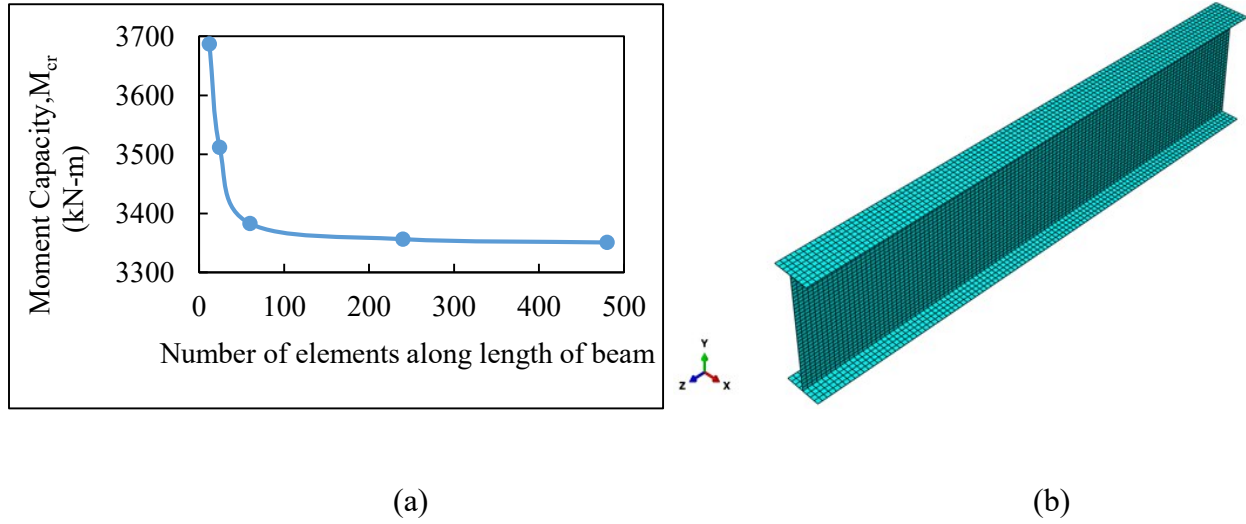 Moment Capacity,Mcr
(kN-m)
3700
3600
3500
3400
3300
0 100 200 300 400 500
Number of elements along length of beam
Y
Z X
(a) (b)